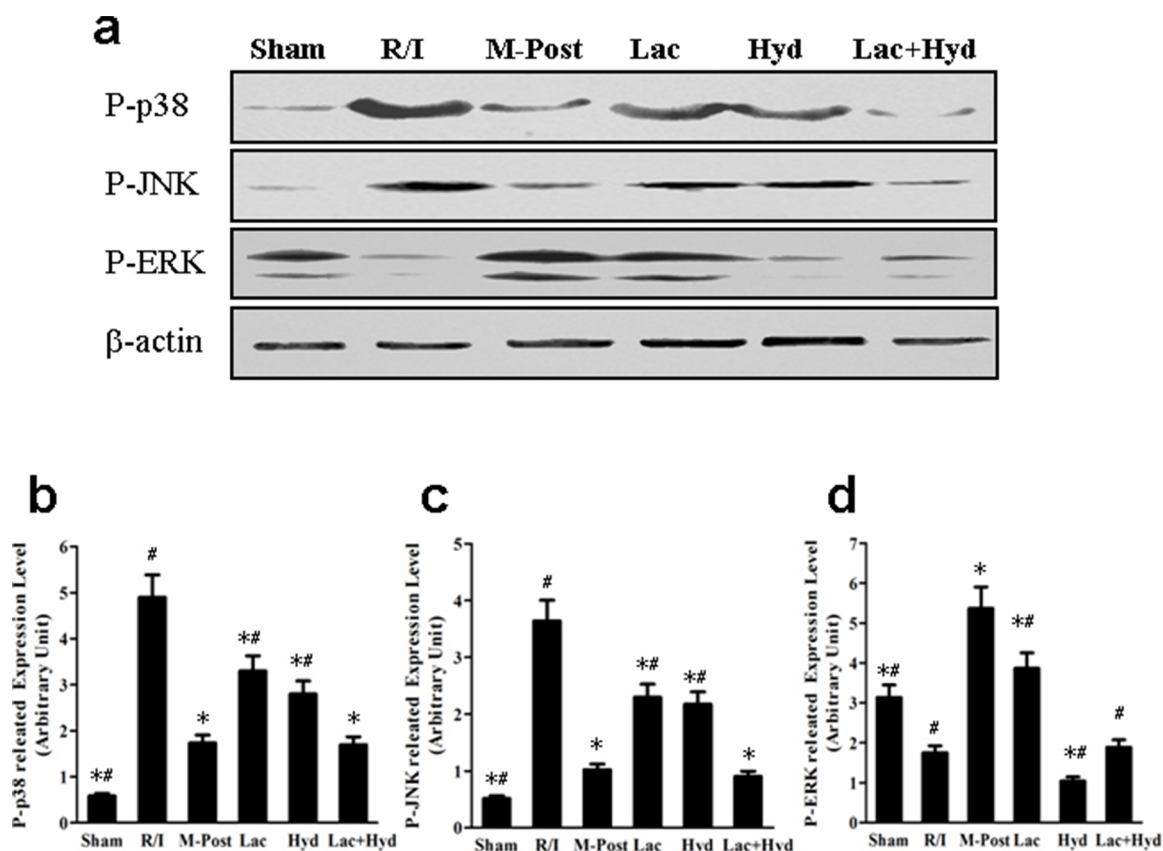 a
Sham R/I M-Post Lac Hyd Lac+Hyd
P-p38
P-JNK
P-ERK
β-actin
b
P-p38 releated Expression Level
(Arbitrary Unit)
6
5
4
3
2
1
0
*#
#
*
*#
*#
*
Sham R/I M-Post Lac Hyd Lac+Hyd
c
P-JNK releated Expression Level
(Arbitrary Unit)
5
4
3
2
1
0
*#
#
*
*#
*#
*
Sham R/I M-Post Lac Hyd Lac+Hyd
d
P-ERK releated Expression Level
(Arbitrary Unit)
7
6
5
4
3
2
1
0
*#
#
*
*#
*#
#
Sham R/I M-Post Lac Hyd Lac+Hyd